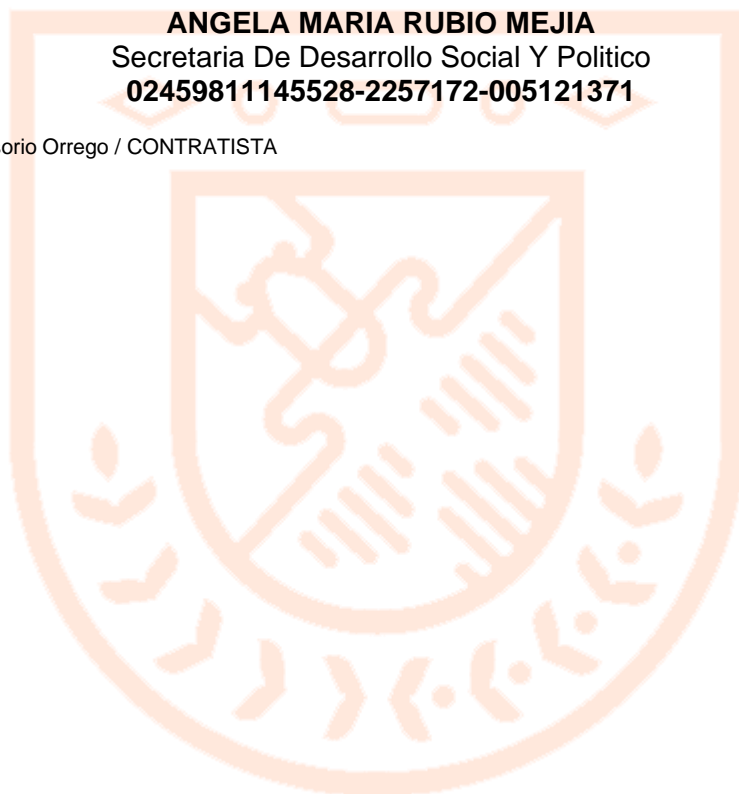 ANGELA MARIA RUBIO MEJIA
Secretaria De Desarrollo Social Y Politico
02459811145528-2257172-005121371
Orrego / CONTRATISTA